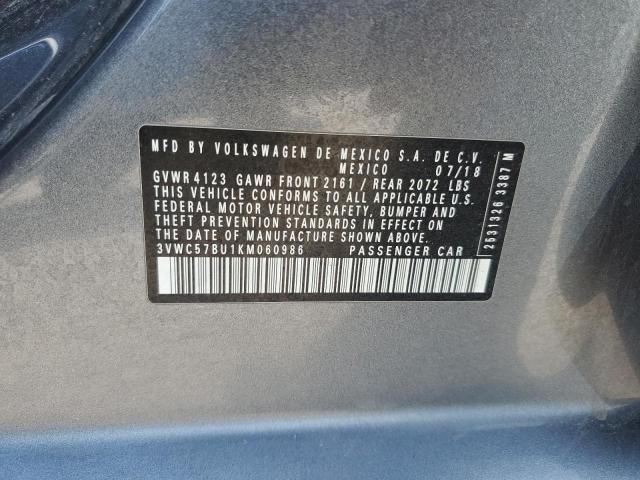 MFD BY VOLKSWAGEN DE MEXICO S.A. DE C.V.
MEXICO 07/18
GVWR 4123 GAWR FRONT 2161 / REAR 2072 LBS
THIS VEHICLE CONFORMS TO ALL APPLICABLE U.S.
FEDERAL MOTOR VEHICLE SAFETY, BUMPER AND
THEFT PREVENTION STANDARDS IN EFFECT ON THE
DATE OF MANUFACTURE SHOWN ABOVE.
3VWC57BU1KM060986 PASSENGER CAR
2531326 3387 M